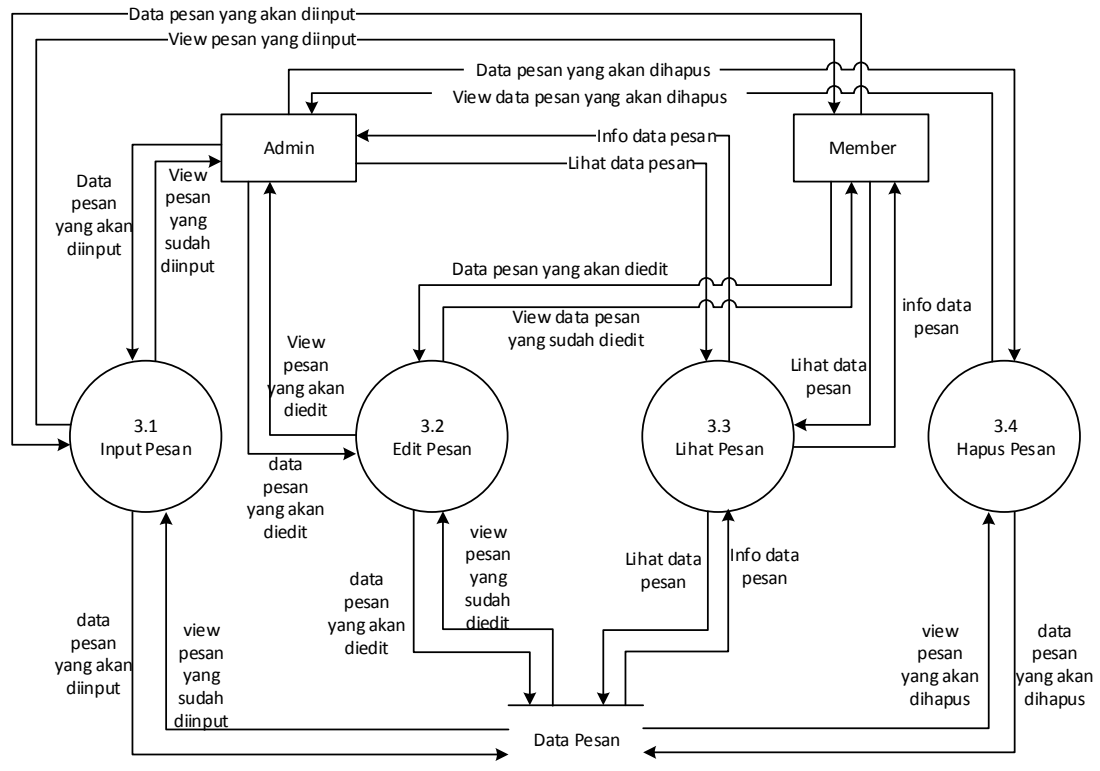 Data pesan yang akan diinput
View pesan yang diinput
Data pesan yang akan dihapus
View data pesan yang akan dihapus
Admin
Member
Info data pesan
Lihat data pesan
Data
pesan
yang akan
diinput
View
pesan
yang
sudah
diinput
Data pesan yang akan diedit
View data pesan
yang sudah diedit
info data
pesan
View
pesan
yang akan
diedit
Lihat data
pesan
3.1
Input Pesan
3.2
Edit Pesan
3.3
Lihat Pesan
3.4
Hapus Pesan
data
pesan
yang akan
diedit
view
pesan
yang
sudah
diedit
Lihat data
pesan
Info data
pesan
data
pesan
yang akan
diedit
data
pesan
yang akan
diinput
view
pesan
yang
sudah
diinput
view
pesan
yang akan
dihapus
data
pesan
yang akan
dihapus
Data Pesan